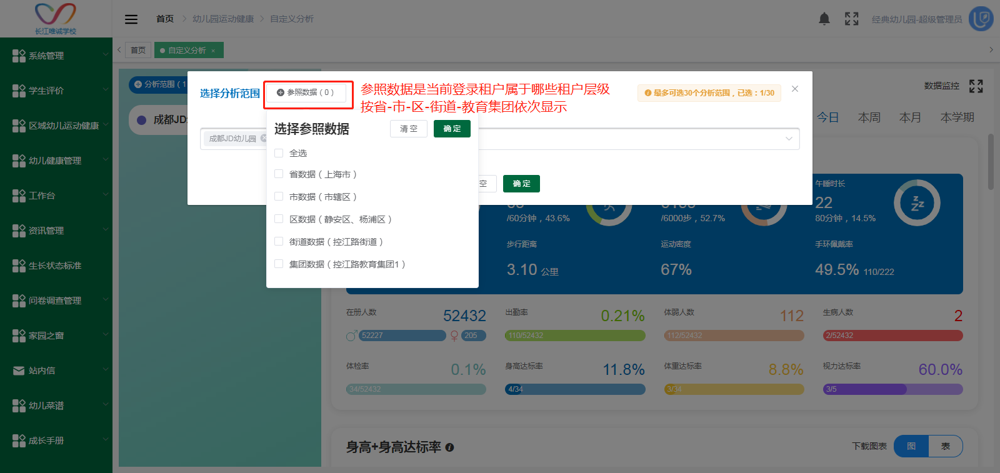 长江唯诚学校
首页 > 幼儿园运动健康 > 自定义分析
经典幼儿园-超级管理员
首页
自定义分析 ×
系统管理
学生评价
区域幼儿运动健康
幼儿健康管理
工作台
资讯管理
生长状态标准
问卷调查管理
家园之窗
站内信
幼儿菜谱
成长手册
分析范围（1
成都JD
选择分析范围
参照数据（0）
参照数据是当前登录租户属于哪些租户层级
按省-市-区-街道-教育集团依次显示
最多可选30个分析范围，已选：1/30
成都JD幼儿园
空
确定
选择参照数据
清空
确定
全选
省数据（上海市）
市数据（市辖区）
区数据（静安区、杨浦区）
街道数据（控江路街道）
集团数据（控江路教育集团1）
数据监控
今日 本周 本月 本学期
/60分钟，43.6%
/6000步，52.7%
午睡时长
22
80分钟，14.5%
步行距离
3.10 公里
运动密度
67%
手环佩戴率
49.5% 110/222
在册人数 52432
52227 205
出勤率 0.21%
110/52432
体弱人数 112
112/52432
生病人数 2
2/52432
体检率 0.1%
34/52432
身高达标率 11.8%
4/34
体重达标率 8.8%
3/34
视力达标率 60.0%
3/5
身高+身高达标率
下载图表 图 表